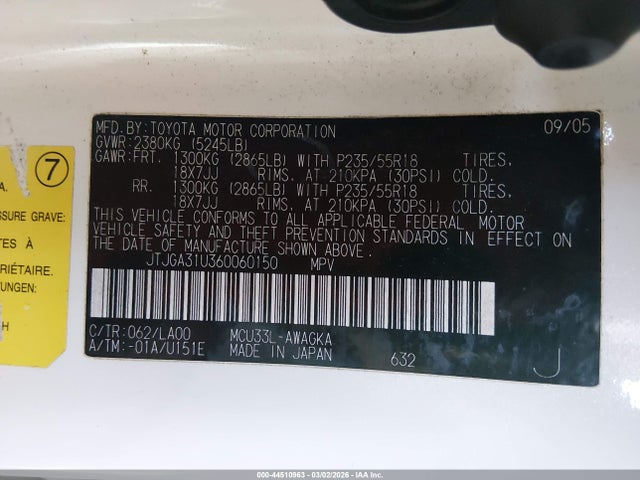 MFD.BY:TOYOTA MOTOR CORPORATION 09/05
GVWR:2380KG (5245LB)
GAWR:FRT. 1300KG (2865LB) WITH P235/55R18 TIRES.
18X7JJ RIMS. AT 210KPA (30PSI) COLD.
RR. 1300KG (2865LB) WITH P235/55R18 TIRES.
18X7JJ RIMS. AT 210KPA (30PSI) COLD.
THIS VEHICLE CONFORMS TO ALL APPLICABLE FEDERAL MOTOR
VEHICLE SAFETY AND THEFT PREVENTION STANDARDS IN EFFECT ON
THE DATE OF MANUFACTURE SHOWN ABOVE.
JTJGA31U360060150 MPV
C/TR:062/LA00 MCU33L-AWAGKA
A/TM:-01A/U151E MADE IN JAPAN 632 J
7
A.
SSURE GRAVE:
TES À
RIÉTAIRE.
TUNGEN:
H
000-44510963 - 03/02/2026 - IAA Inc.